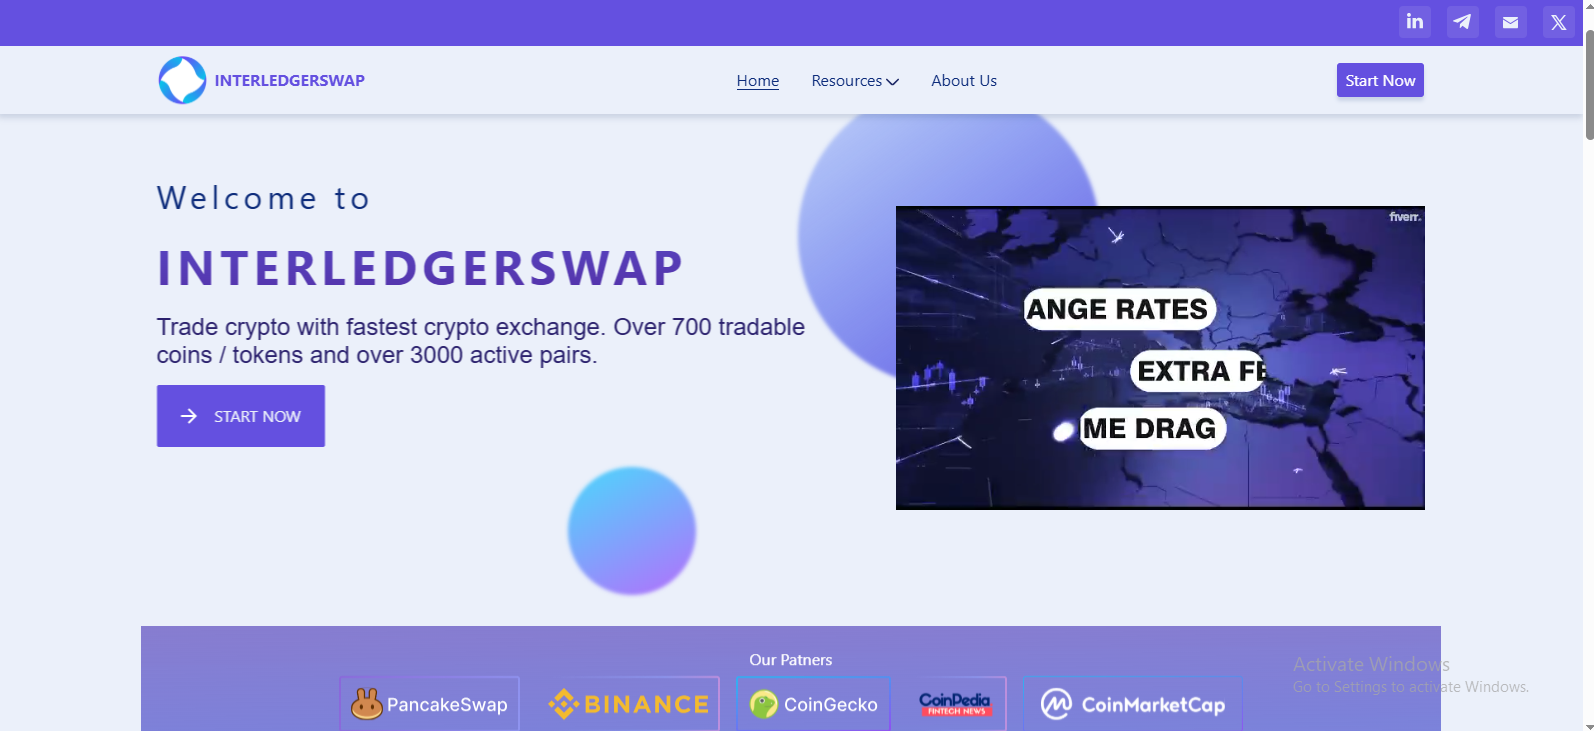 INTERLEDGERSWAP
Home
Resources
About Us
Start Now
Welcome to
INTERLEDGERSWAP
Trade crypto with fastest crypto exchange. Over 700 tradable
coins / tokens and over 3000 active pairs.
START NOW
fiverr.
ANGE RATES
EXTRA FE
ME DRAG
Our Patners
PancakeSwap
BINANCE
CoinGecko
CoinPedia
FINTECH NEWS
CoinMarketCap
Activate Windows
Go to Settings to activate Windows.